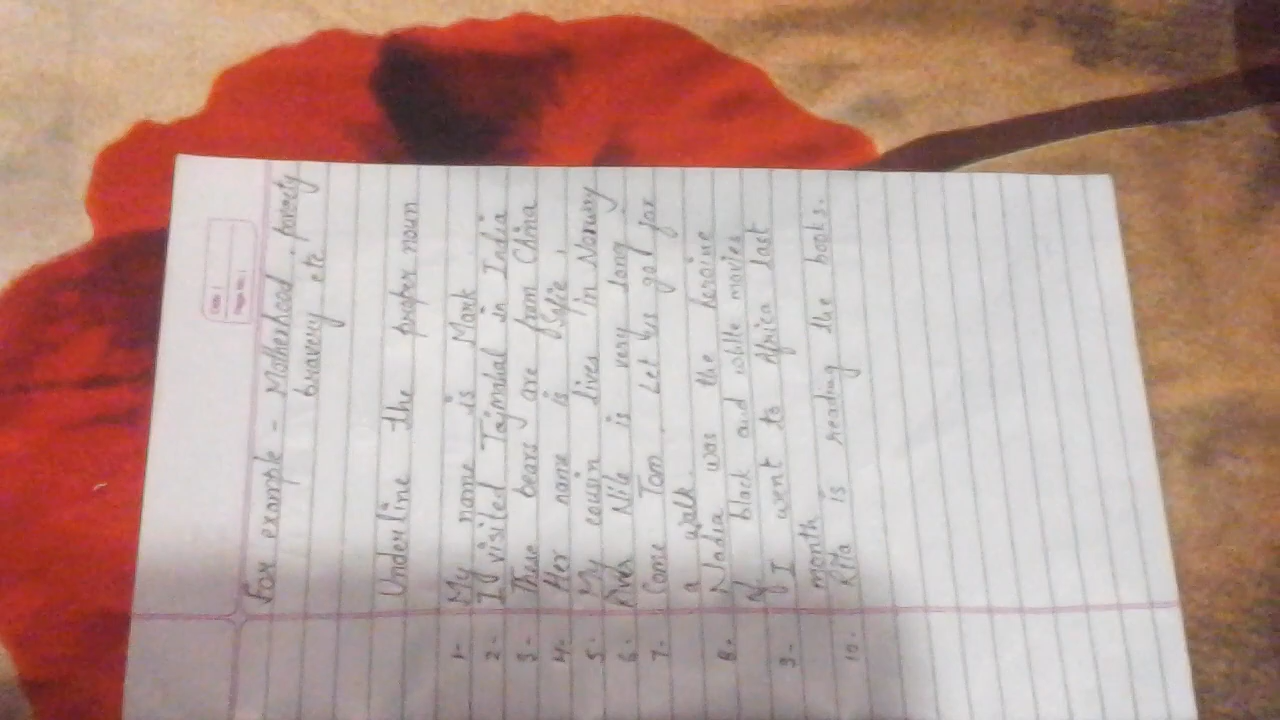 Date :
Page No :
For example - Motherhood, poverty
bravery etc
Underline the proper noun
1- My name is Mark
2- I visited Tajmahal in India
3- These bears are from China
4- Her name is Sofie,
5- My cousin lives in Norway
6- River Nile is very long
7- Come Tom. Let us go for
a walk.
8- Nadia was the heroine
of black and white movies
9- I went to Africa last
month
10- Rita is reading the books.